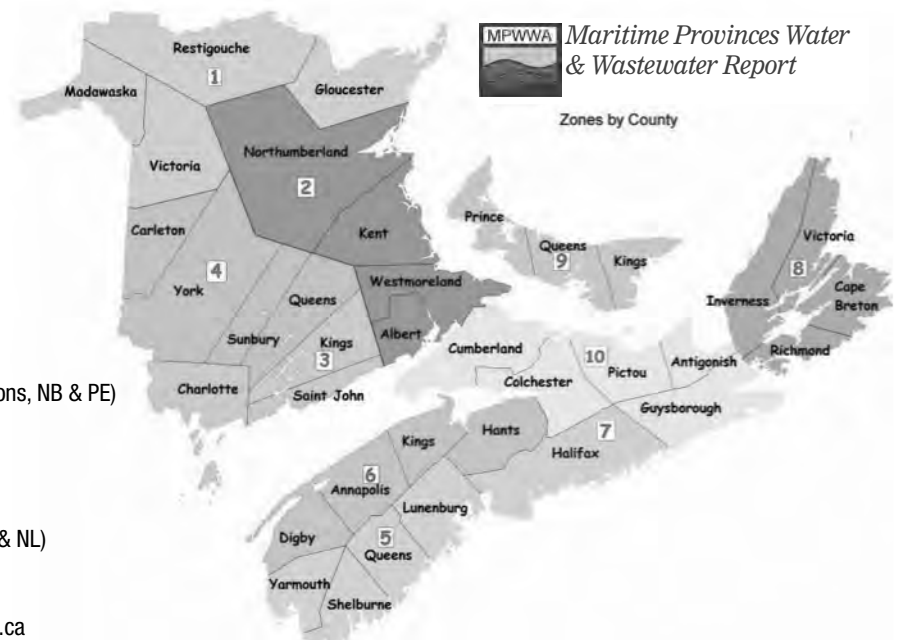 MPWWA
Maritime Provinces Water
& Wastewater Report
Zones by County
Restigouche
1
Madawaska
Gloucester
Northumberland
2
Victoria
Carleton
Kent
4
York
Westmoreland
Queens
Albert
Sunbury
Kings
3
Charlotte
Saint John
Prince
Queens
9
Kings
Victoria
8
Inverness
Cape
Breton
Richmond
Cumberland
10
Pictou
Antigonish
Colchester
Guysborough
7
Halifax
Hants
Kings
6
Annapolis
Lunenburg
Digby
5
Queens
Yarmouth
Shelburne
ons, NB & PE)
& NL)
.ca